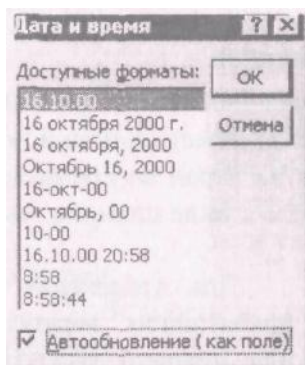 Дата и время
Доступные форматы:
ОК
16.10.00
16 октября 2000 г.
Отмена
16 октября, 2000
Октябрь 16, 2000
16-окт-00
Октябрь, 00
10-00
16.10.00 20:58
8:58
8:58:44
Автообновление (как поле)